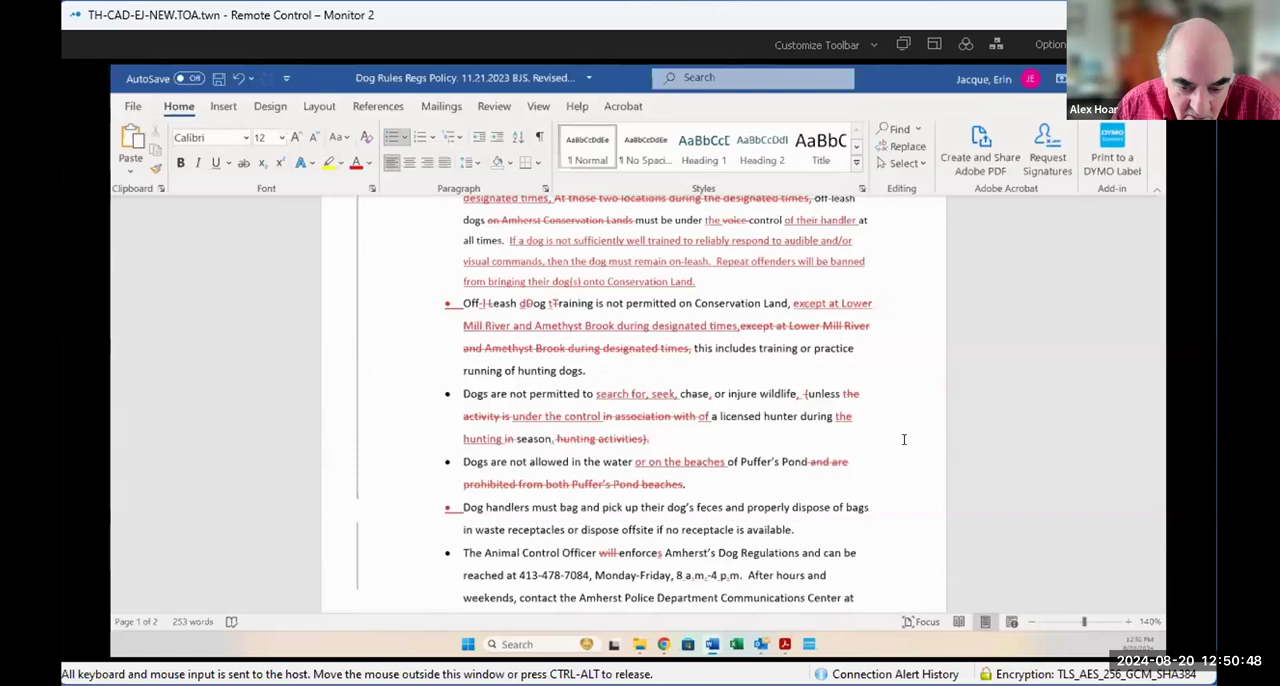 TH-CAD-EJ-NEW.TOA.twn - Remote Control – Monitor 2
Customize Toolbar
Option
AutoSave Off
Dog Rules Regs Policy. 11.21.2023 BJS. Revised...
Search
Jacque, Erin JE
Alex Hoar
File Home Insert Design Layout References Mailings Review View Help Acrobat
Paste
Calibri 12
AaBbCcDdEe AaBbCcDdEe AaBbCcC AaBbCcDdI AaBbC
¶ Normal ¶ No Spaci... Heading 1 Heading 2 Title
Find
Replace
Select
Create and Share Adobe PDF
Request Signatures
DYMO
Print to a DYMO Label
Clipboard Font Paragraph Styles Editing Adobe Acrobat Add-in
designated times, At those two locations during the designated times, off-leash
dogs on Amherst Conservation Lands must be under the voice control of their handler at
all times. If a dog is not sufficiently well trained to reliably respond to audible and/or
visual commands, then the dog must remain on-leash. Repeat offenders will be banned
from bringing their dog(s) onto Conservation Land.
• Off-l Leash dDog tTraining is not permitted on Conservation Land, except at Lower
Mill River and Amethyst Brook during designated times,except at Lower Mill River
and Amethyst Brook during designated times, this includes training or practice
running of hunting dogs.
• Dogs are not permitted to search for, seek, chase, or injure wildlife, (unless the
activity is under the control in association with of a licensed hunter during the
hunting in season. hunting activities).
• Dogs are not allowed in the water or on the beaches of Puffer's Pond and are
prohibited from both Puffer's Pond beaches.
• Dog handlers must bag and pick up their dog's feces and properly dispose of bags
in waste receptacles or dispose offsite if no receptacle is available.
• The Animal Control Officer will enforces Amherst's Dog Regulations and can be
reached at 413-478-7084, Monday-Friday, 8 a.m.-4 p.m. After hours and
weekends, contact the Amherst Police Department Communications Center at
Page 1 of 2 253 words
Focus
140%
Search
12:50 PM
2024-08-20 12:50:48
All keyboard and mouse input is sent to the host. Move the mouse outside this window or press CTRL-ALT to release.
Connection Alert History
Encryption: TLS_AES_256_GCM_SHA384